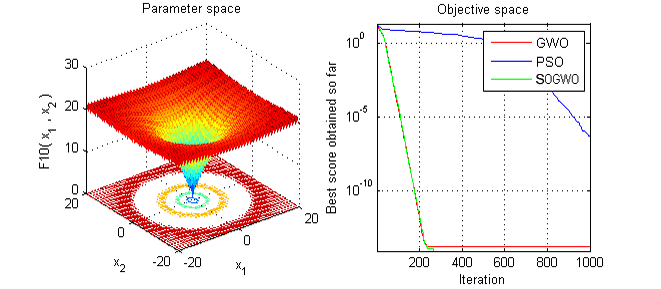 Parameter space
30
20
10
0
F10( x1 , x2 )
20
0
-20
x2
-20
0
20
x1
Objective space
10^0
10^-5
10^-10
Best score obtained so far
GWO
PSO
SOGWO
200
400
600
800
1000
Iteration